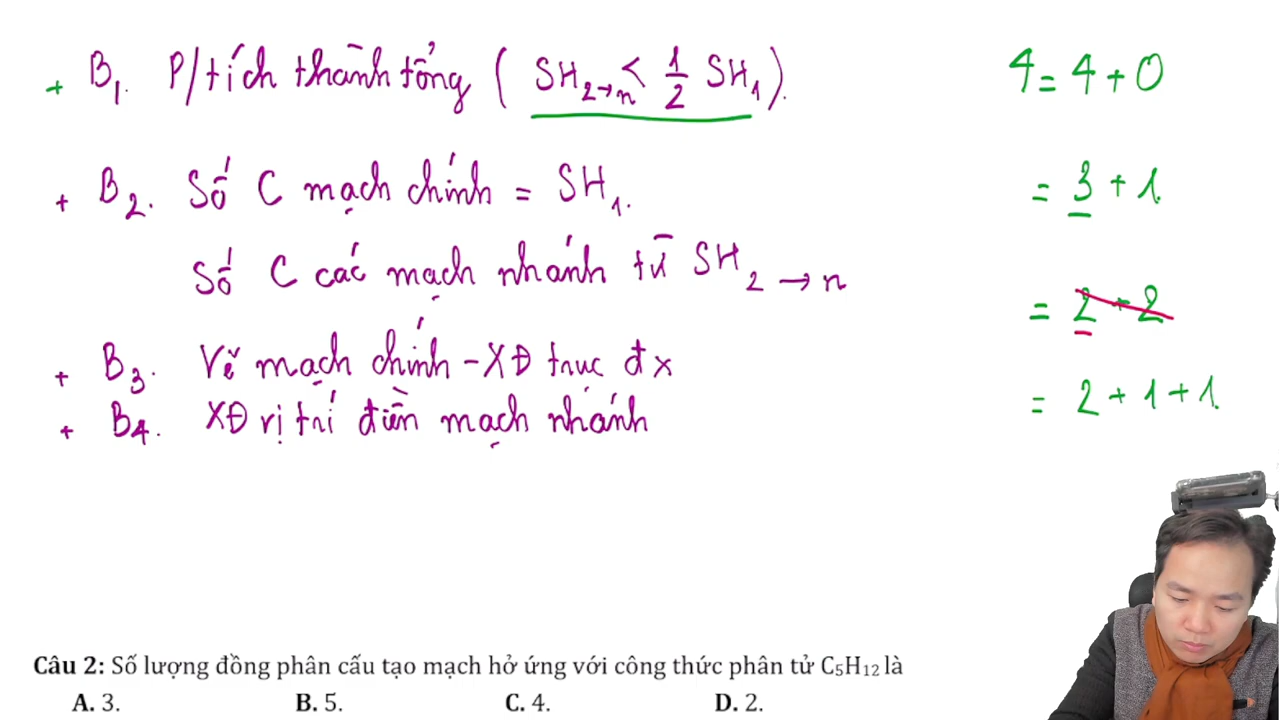 + B₁. P/tích thành tổng ( SH₂→ₙ < 1/2 SH₁).
4 = 4 + 0
+ B₂. Số C mạch chính = SH₁.
= 3 + 1
Số C các mạch nhánh từ SH₂→ₙ
= 2 + 2
+ B₃. Vẽ mạch chính - XĐ trục đx
= 2 + 1 + 1
+ B₄. XĐ vị trí điền mạch nhánh
Câu 2: Số lượng đồng phân cấu tạo mạch hở ứng với công thức phân tử C₅H₁₂ là
A. 3. B. 5. C. 4. D. 2.